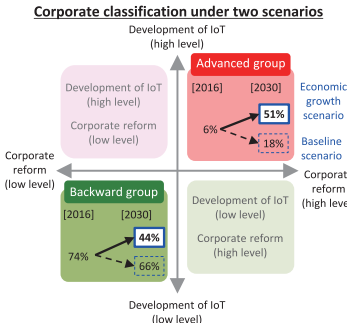 Corporate classification under two scenarios
Development of IoT
(high level)
Advanced group
[2016] [2030]
6%
51%
18%
Economic
growth
scenario
Baseline
scenario
Development of IoT
(high level)
Corporate reform
(low level)
Corporate
reform
(low level)
Corporate
reform
(high level
Backward group
[2016] [2030]
74%
44%
66%
Development of IoT
(low level)
Corporate reform
(high level)
Development of IoT
(low level)